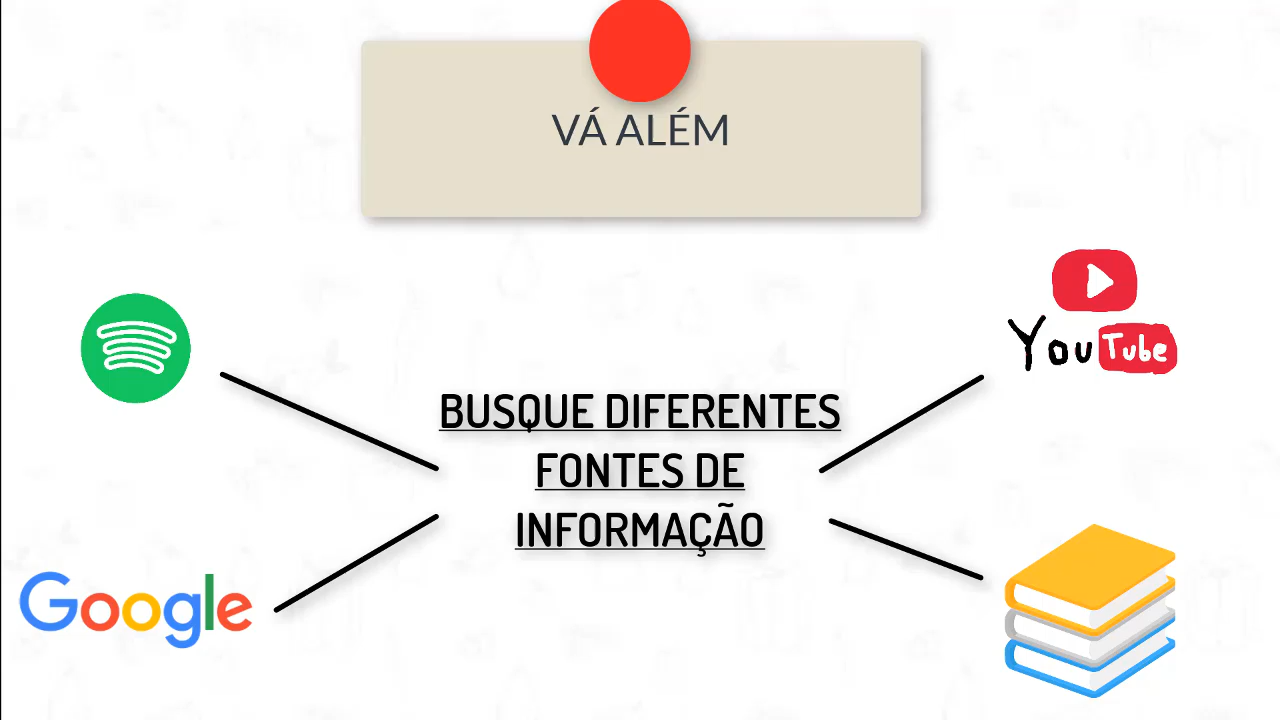 VÁ ALÉM
YouTube
BUSQUE DIFERENTES
FONTES DE
INFORMAÇÃO
Google